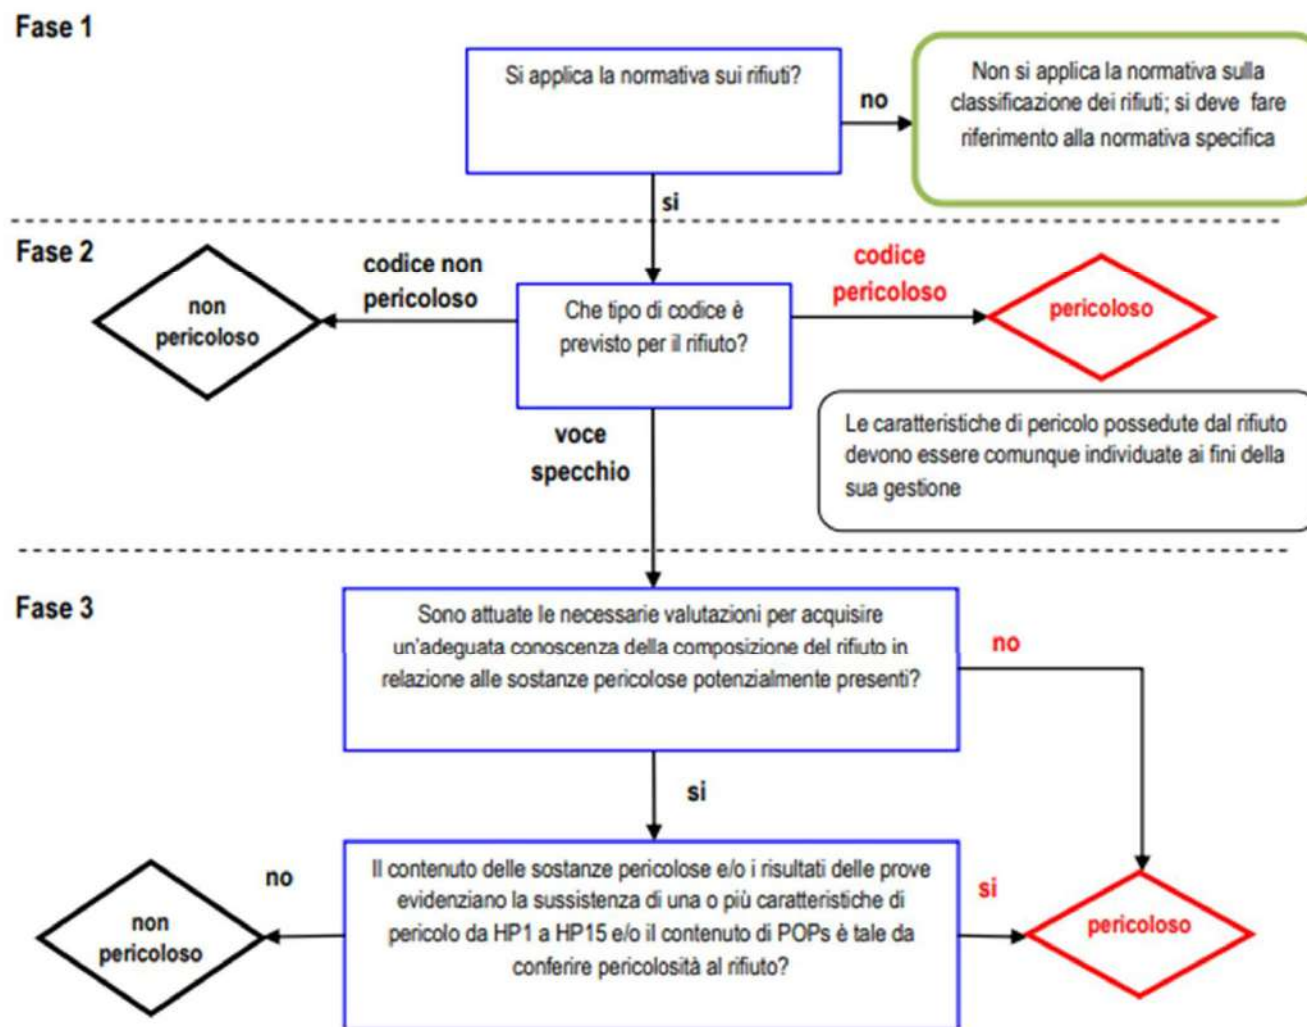 Fase 1
Si applica la normativa sui rifiuti?
no
Non si applica la normativa sulla
classificazione dei rifiuti; si deve fare
riferimento alla normativa specifica
si
Fase 2
non
pericoloso
codice non
pericoloso
Che tipo di codice è
previsto per il rifiuto?
codice
pericoloso
pericoloso
Le caratteristiche di pericolo possedute dal rifiuto
devono essere comunque individuate ai fini della
sua gestione
voce
specchio
Fase 3
Sono attuate le necessarie valutazioni per acquisire
un'adeguata conoscenza della composizione del rifiuto in
relazione alle sostanze pericolose potenzialmente presenti?
no
si
non
pericoloso
no
Il contenuto delle sostanze pericolose e/o i risultati delle prove
evidenziano la sussistenza di una o più caratteristiche di
pericolo da HP1 a HP15 e/o il contenuto di POPs è tale da
conferire pericolosità al rifiuto?
si
pericoloso